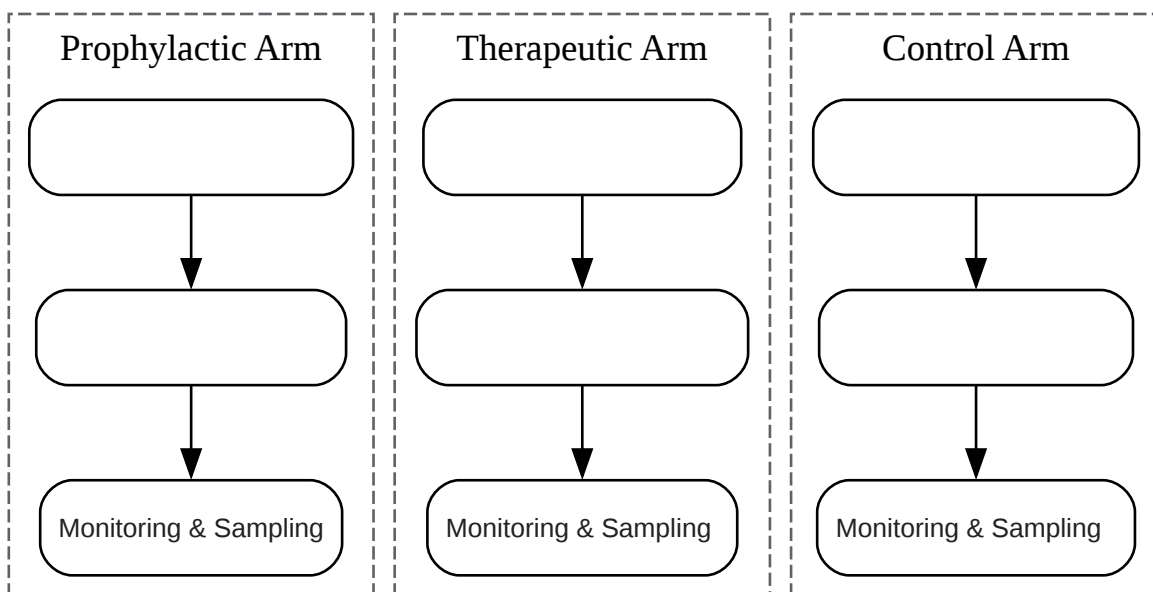 Prophylactic Arm
Monitoring & Sampling
Therapeutic Arm
Monitoring & Sampling
Control Arm
Monitoring & Sampling